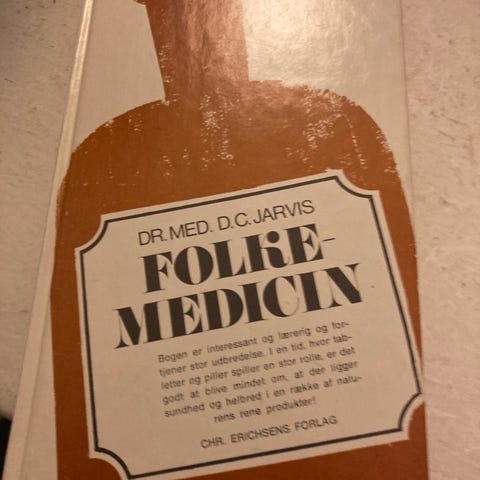 DR. MED. D.C. JARVIS
FOLKE-
MEDICIN
Bogen er interessant og lærerig og for-
tjener stor udbredelse. I en tid, hvor tab-
letter og piller spiller en stor rolle, er det
godt at blive mindet om, at der ligger
sundhed og helbred i en række af natu-
rens rene produkter!
CHR. ERICHSENS FORLAG